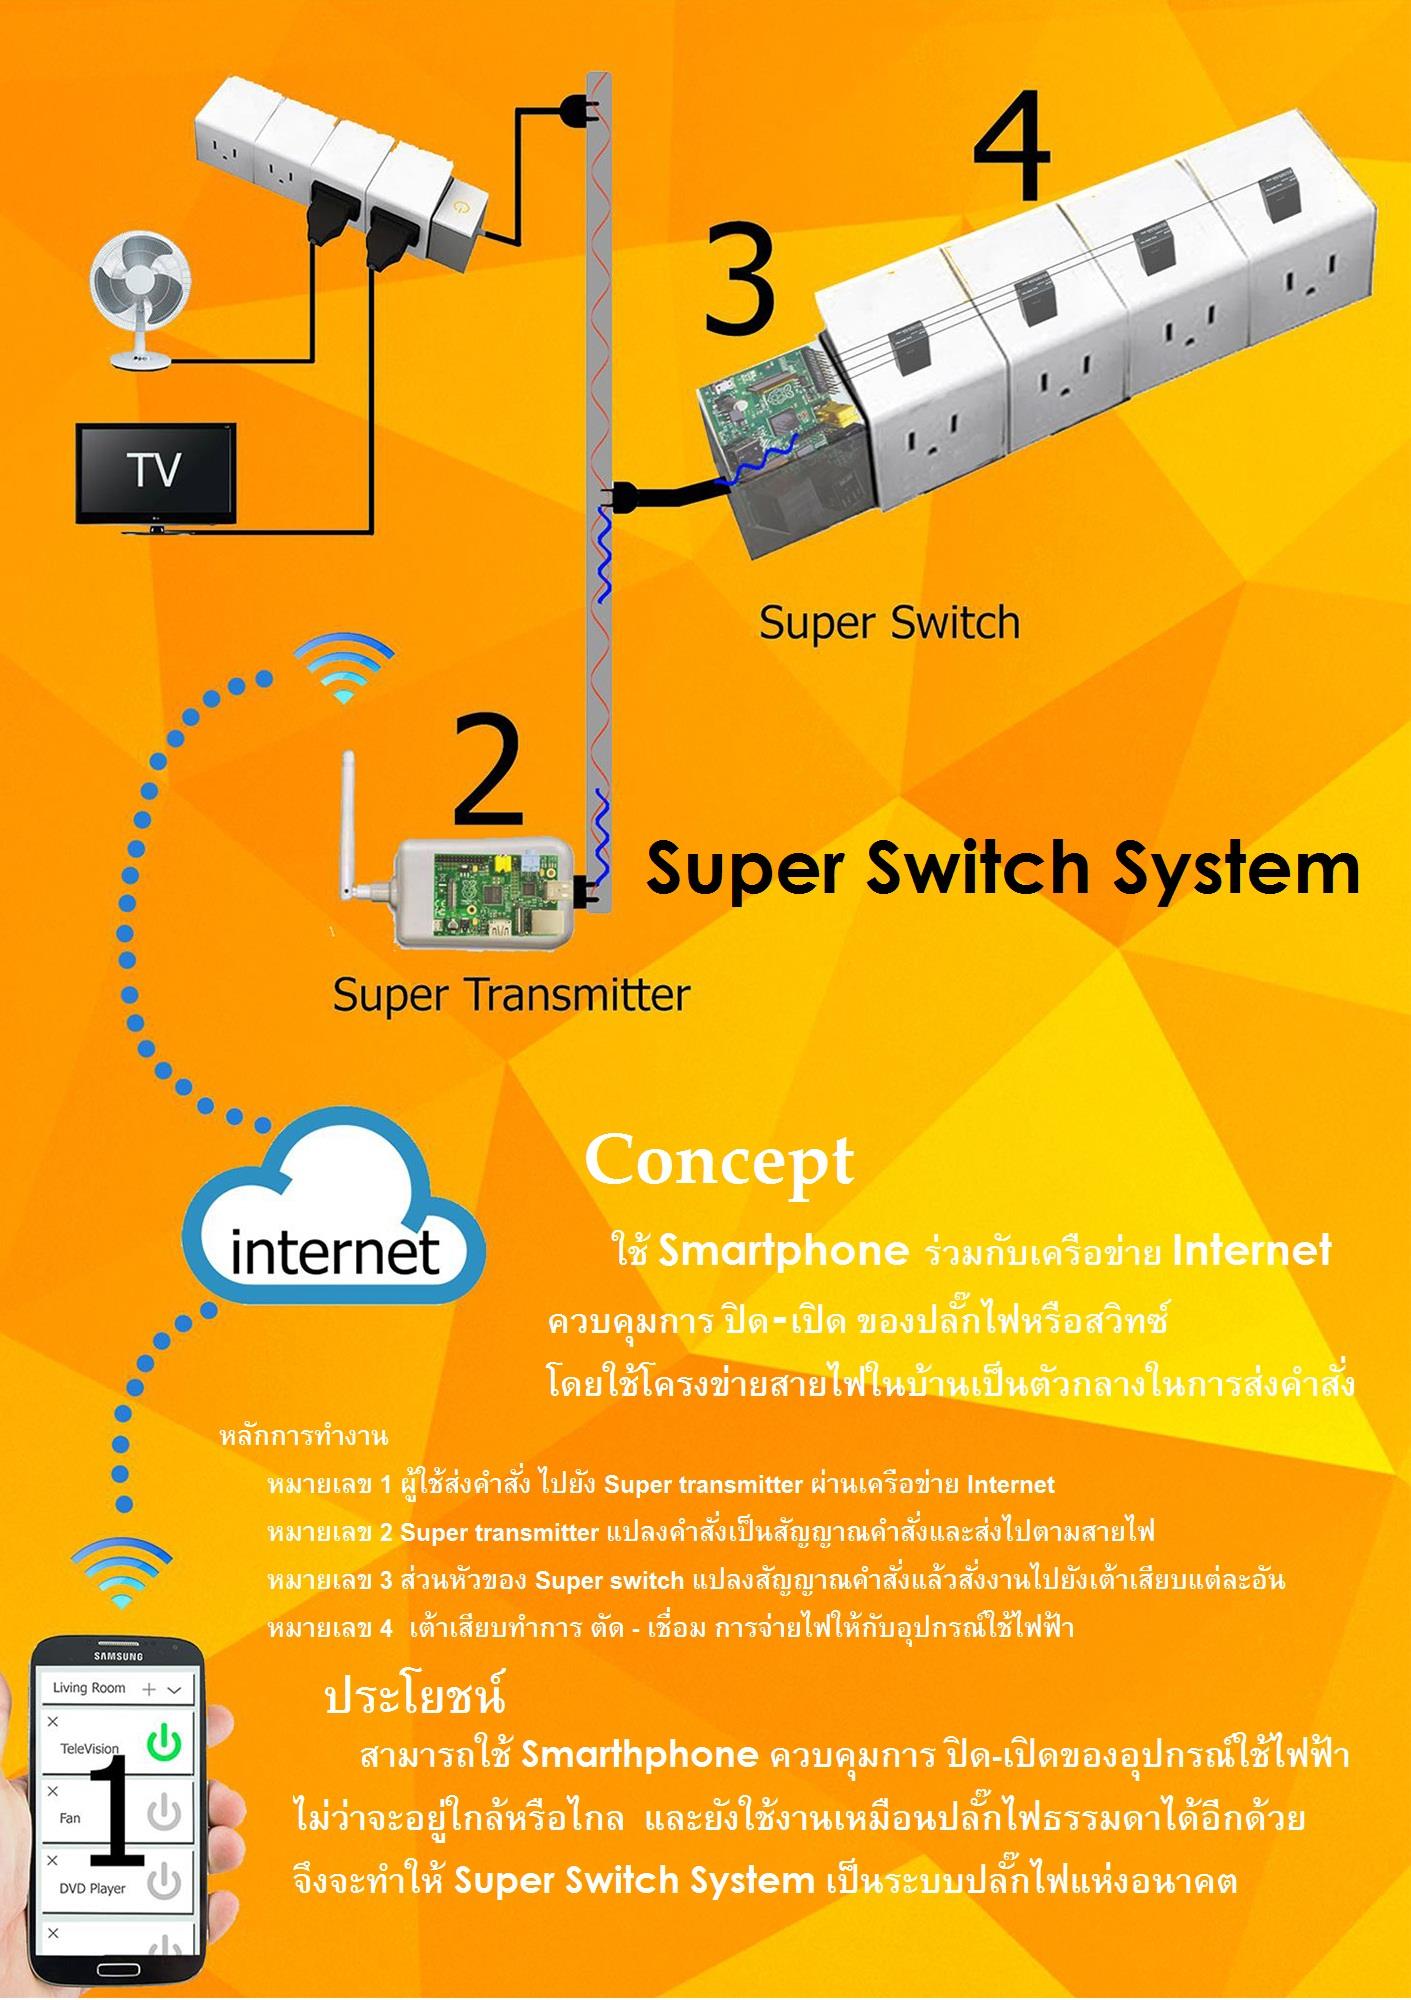 4
3
TV
Super Switch
2
Super Switch System
Super Transmitter
internet
Concept
ใช้ Smartphone ร่วมกับเครือข่าย Internet
ควบคุมการ ปิด-เปิด ของปลั๊กไฟหรือสวิทซ์
โดยใช้โครงข่ายสายไฟในบ้านเป็นตัวกลางในการส่งคำสั่ง
หลักการทำงาน
หมายเลข 1 ผู้ใช้ส่งคำสั่ง ไปยัง Super transmitter ผ่านเครือข่าย Internet
หมายเลข 2 Super transmitter แปลงคำสั่งเป็นสัญญาณคำสั่งและส่งไปตามสายไฟ
หมายเลข 3 ส่วนหัวของ Super switch แปลงสัญญาณคำสั่งแล้วสั่งงานไปยังเต้าเสียบแต่ละอัน
หมายเลข 4 เต้าเสียบทำการ ตัด - เชื่อม การจ่ายไฟให้กับอุปกรณ์ใช้ไฟฟ้า
ประโยชน์
สามารถใช้ Smarthphone ควบคุมการ ปิด-เปิดของอุปกรณ์ใช้ไฟฟ้า
ไม่ว่าจะอยู่ใกล้หรือไกล และยังใช้งานเหมือนปลั๊กไฟธรรมดาได้อีกด้วย
จึงจะทำให้ Super Switch System เป็นระบบปลั๊กไฟแห่งอนาคต
SAMSUNG
Living Room
TeleVision
1
Fan
DVD Player